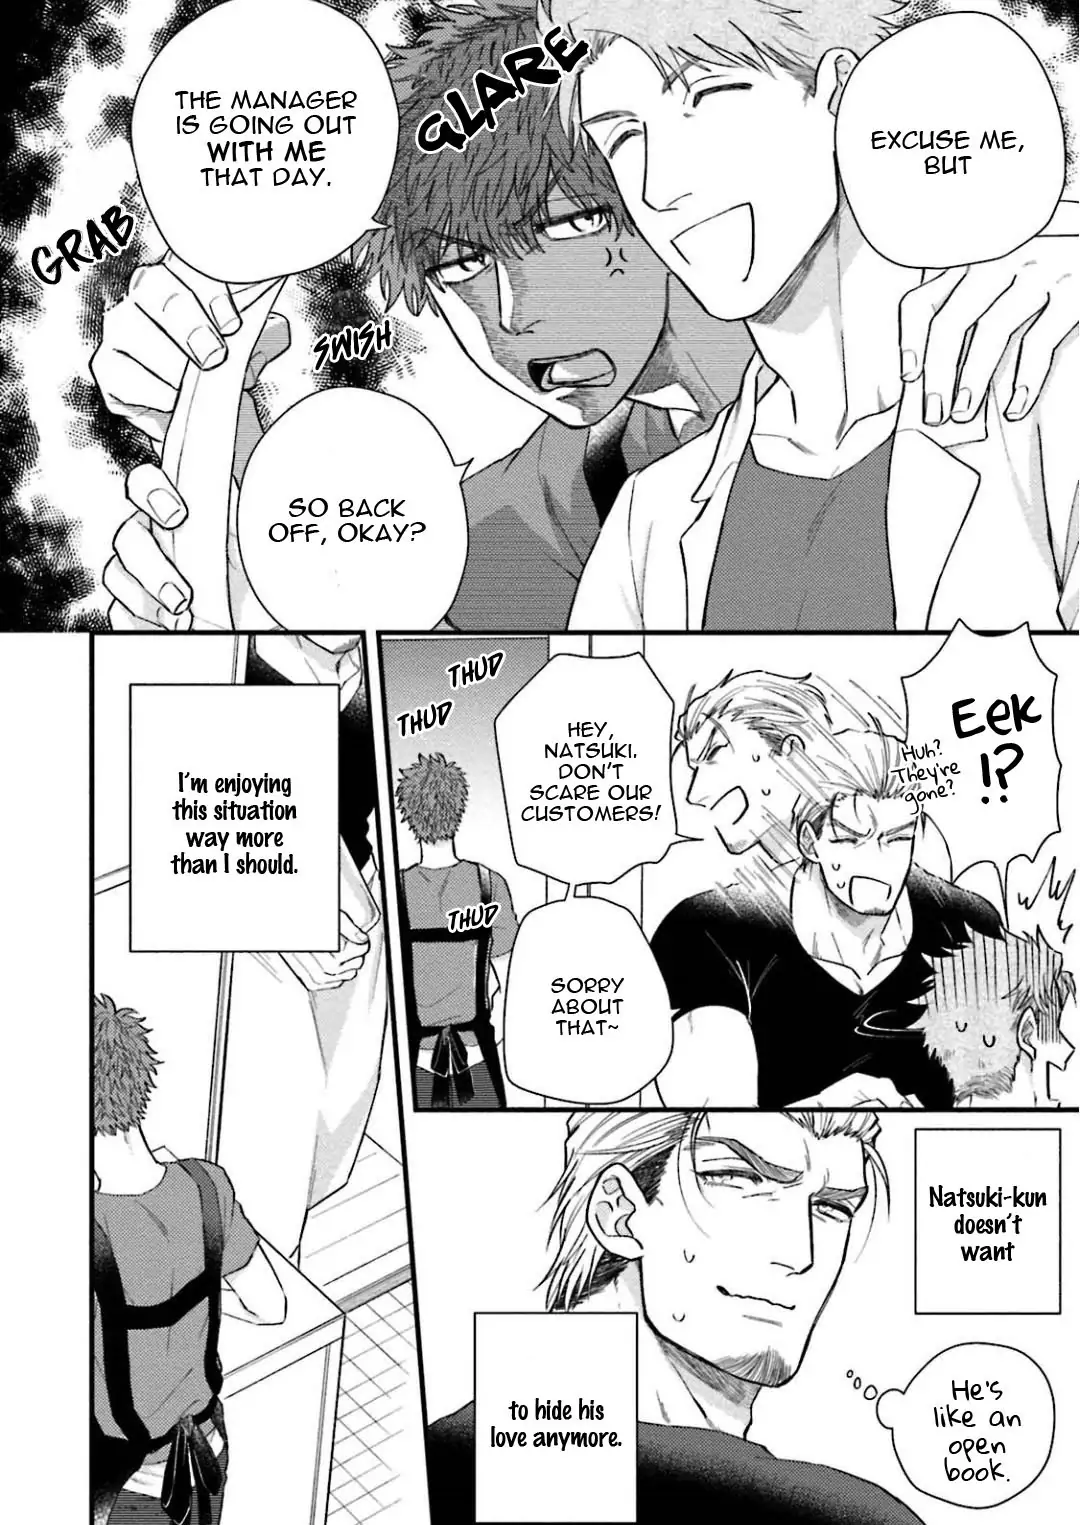 EXCUSE ME,
BUT
GLARE
THE MANAGER
IS GOING OUT
WITH ME
THAT DAY.
GRAB
SWISH
SO BACK
OFF, OKAY?
Eek
!?
Huh?
They're
gone?
HEY,
NATSUKI.
DON'T
SCARE OUR
CUSTOMERS!
SORRY
ABOUT
THAT~
THUD
THUD
THUD
I'm enjoying
this situation
way more
than I should.
Natsuki-kun
doesn't
want
to hide his
love anymore.
He's
like an
open
book.